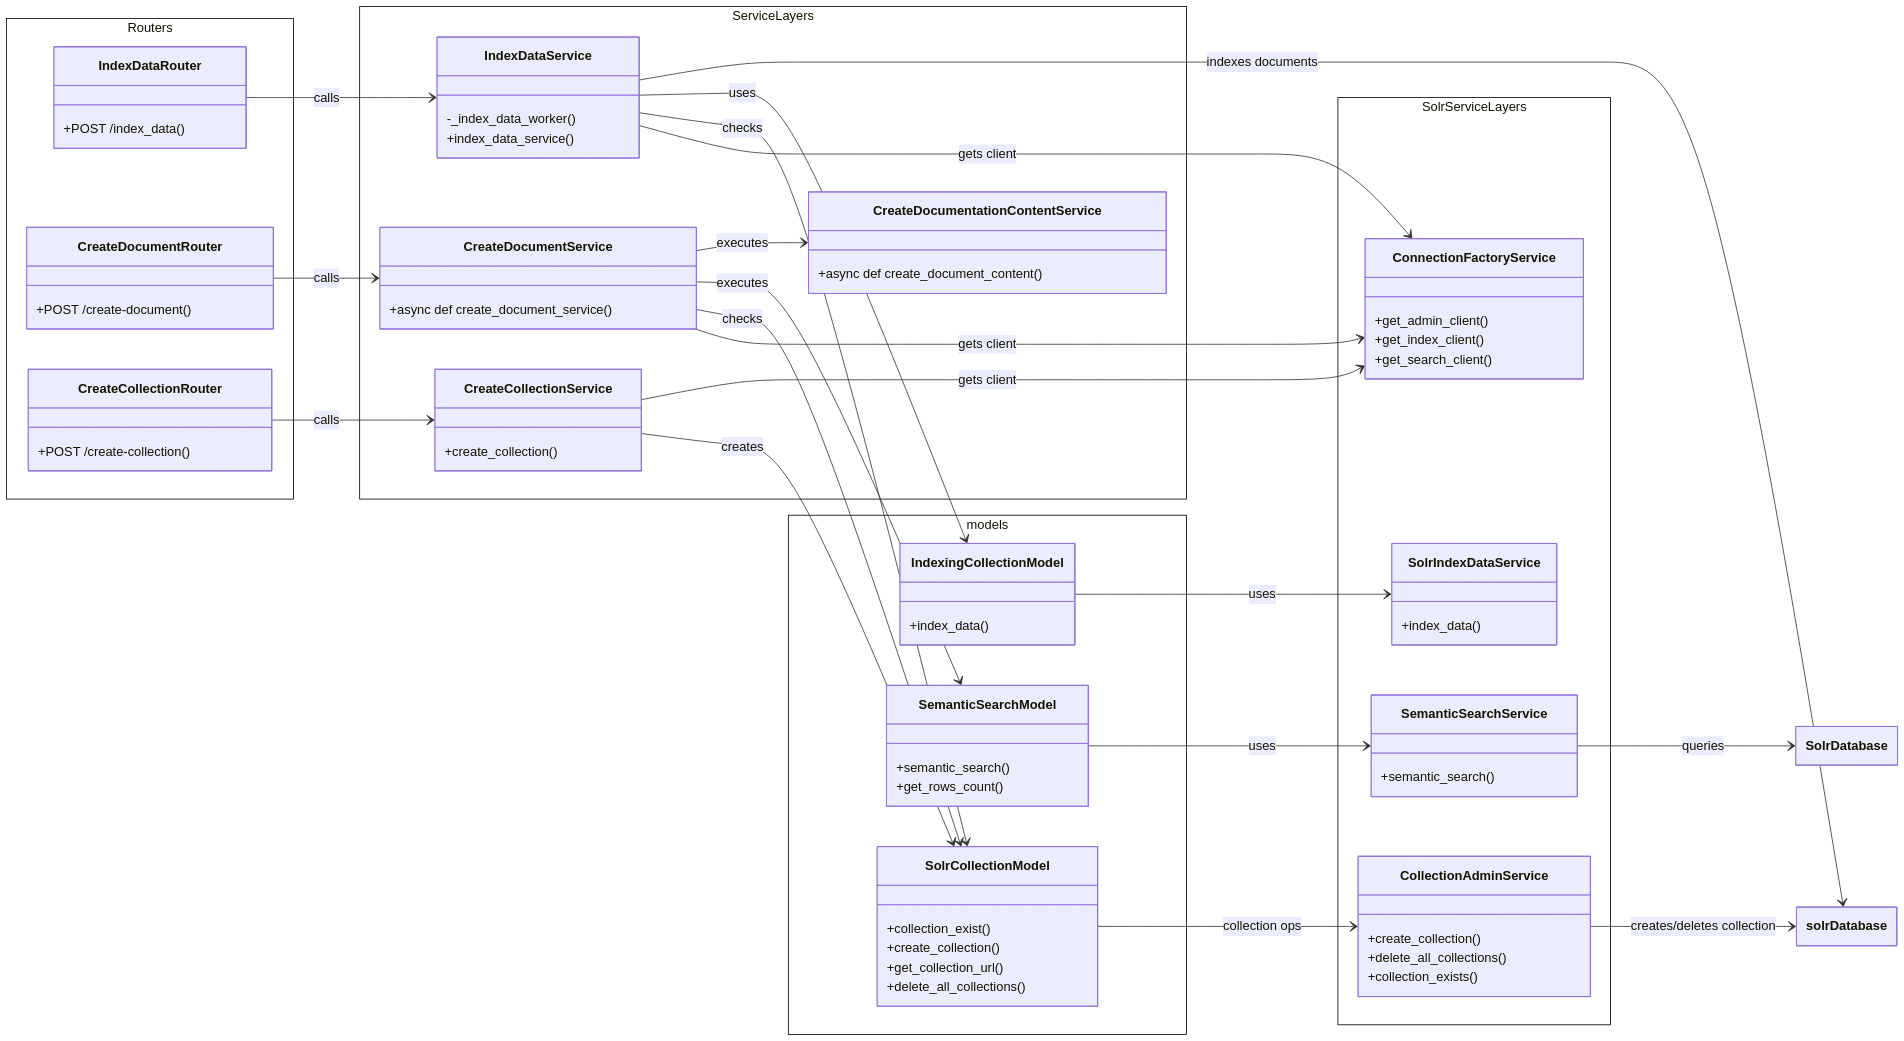 Routers
IndexDataRouter
+POST /index_data()
CreateDocumentRouter
+POST /create-document()
CreateCollectionRouter
+POST /create-collection()
calls
calls
calls
ServiceLayers
IndexDataService
-_index_data_worker()
+index_data_service()
CreateDocumentService
+async def create_document_service()
CreateCollectionService
+create_collection()
uses
checks
executes
executes
checks
creates
CreateDocumentationContentService
+async def create_document_content()
indexes documents
gets client
gets client
gets client
models
IndexingCollectionModel
+index_data()
SemanticSearchModel
+semantic_search()
+get_rows_count()
SolrCollectionModel
+collection_exist()
+create_collection()
+get_collection_url()
+delete_all_collections()
uses
uses
collection ops
SolrServiceLayers
ConnectionFactoryService
+get_admin_client()
+get_index_client()
+get_search_client()
SolrIndexDataService
+index_data()
SemanticSearchService
+semantic_search()
CollectionAdminService
+create_collection()
+delete_all_collections()
+collection_exists()
queries
creates/deletes collection
SolrDatabase
solrDatabase